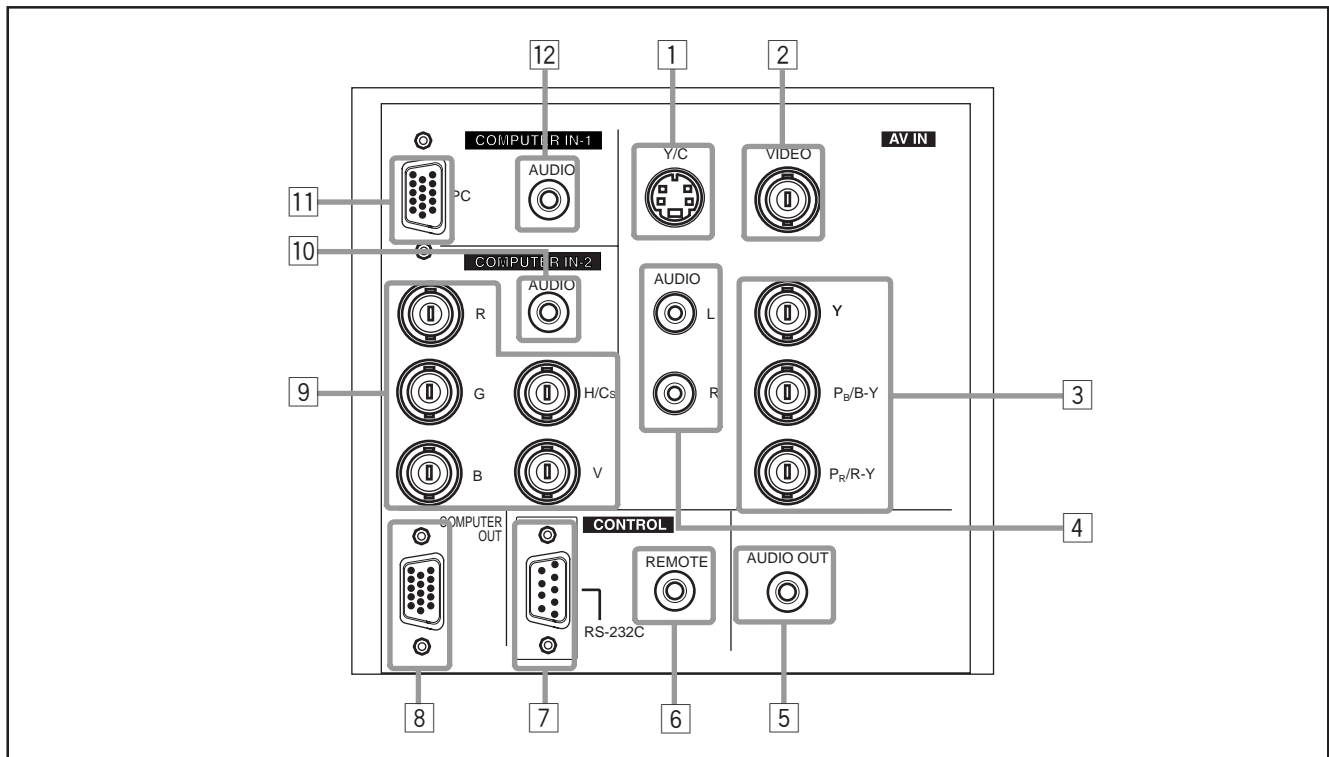 12
1
2
COMPUTER IN-1
AV IN
AUDIO
Y/C
VIDEO
11
PC
10
COMPUTER IN-2
AUDIO
AUDIO
R
L
Y
9
G
H/Cs
R
PB/B-Y
3
B
V
PR/R-Y
4
COMPUTER
OUT
CONTROL
REMOTE
AUDIO OUT
RS-232C
8
7
6
5